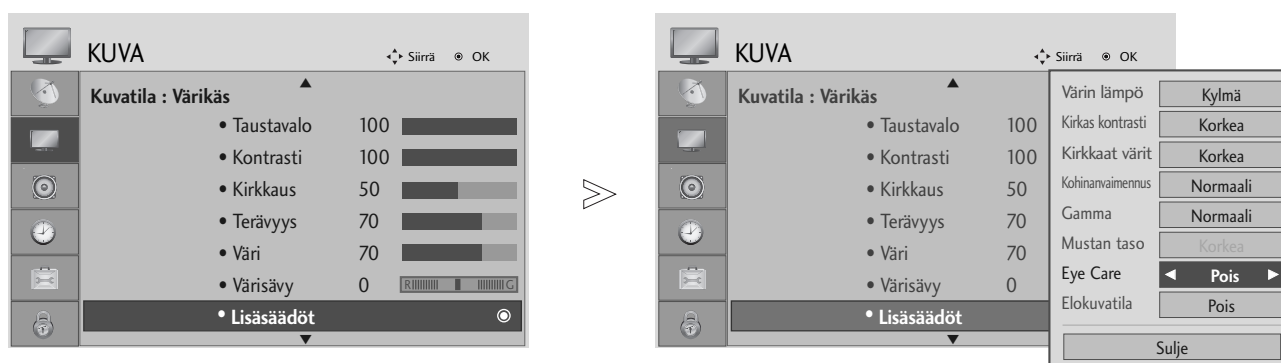 KUVA
Siirrä OK
Kuvatila : Värikäs
• Taustavalo 100
• Kontrasti 100
• Kirkkaus 50
• Terävyys 70
• Väri 70
• Värisävy 0 R G
• Lisäsäädöt
KUVA
Siirrä OK
Kuvatila : Värikäs
• Taustavalo 100
• Kontrasti 100
• Kirkkaus 50
• Terävyys 70
• Väri 70
• Värisävy 0
• Lisäsäädöt
Värin lämpö Kylmä
Kirkas kontrasti Korkea
Kirkkaat värit Korkea
Kohinanvaimennus Normaali
Gamma Normaali
Mustan taso Korkea
Eye Care ◄ Pois ►
Elokuvatila Pois
Sulje